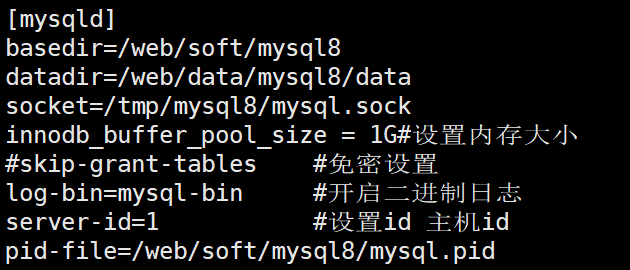 [mysqld]
basedir=/web/soft/mysql8
datadir=/web/data/mysql8/data
socket=/tmp/mysql8/mysql.sock
innodb_buffer_pool_size = 1G#设置内存大小
#skip-grant-tables    #免密设置
log-bin=mysql-bin     #开启二进制日志
server-id=1           #设置id 主机id
pid-file=/web/soft/mysql8/mysql.pid